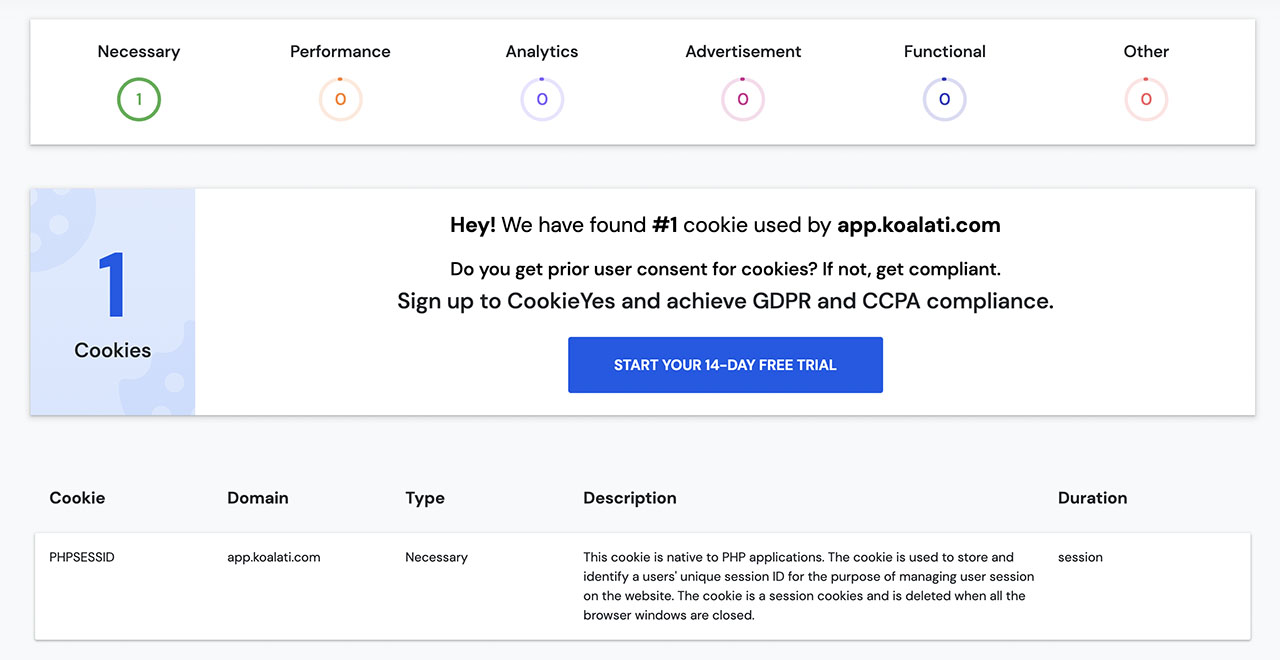 Necessary Performance Analytics Advertisement Functional Other
1 0 0 0 0 0
1
Cookies
Hey! We have found #1 cookie used by app.koalati.com
Do you get prior user consent for cookies? If not, get compliant.
Sign up to CookieYes and achieve GDPR and CCPA compliance.
START YOUR 14-DAY FREE TRIAL
Cookie Domain Type Description Duration
PHPSESSID app.koalati.com Necessary This cookie is native to PHP applications. The cookie is used to store and session
identify a users' unique session ID for the purpose of managing user session
on the website. The cookie is a session cookies and is deleted when all the
browser windows are closed.